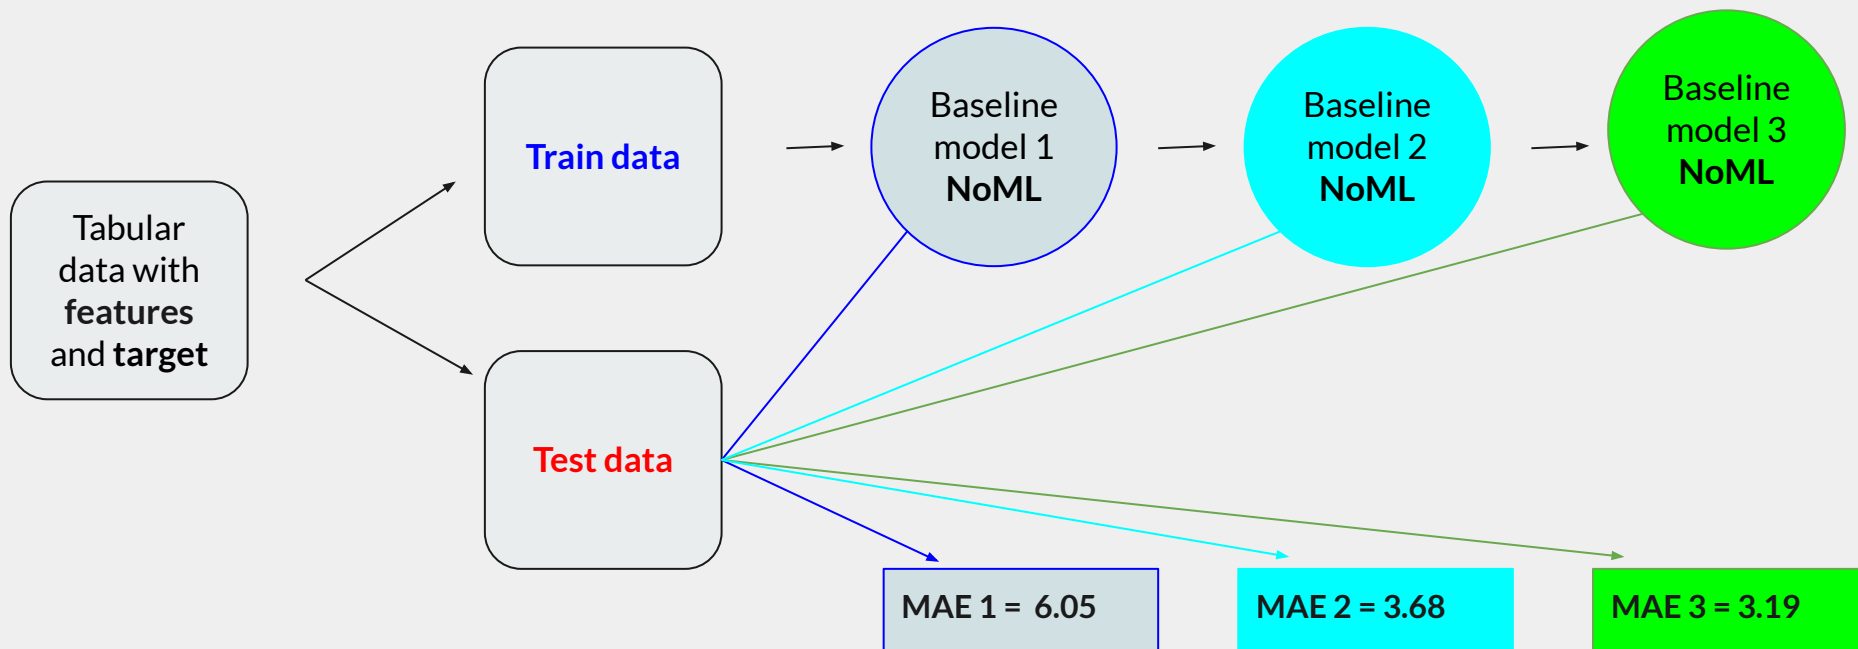 Tabular
data with
features
and target
Train data
Test data
Baseline
model 1
NoML
Baseline
model 2
NoML
Baseline
model 3
NoML
MAE 1 = 6.05
MAE 2 = 3.68
MAE 3 = 3.19